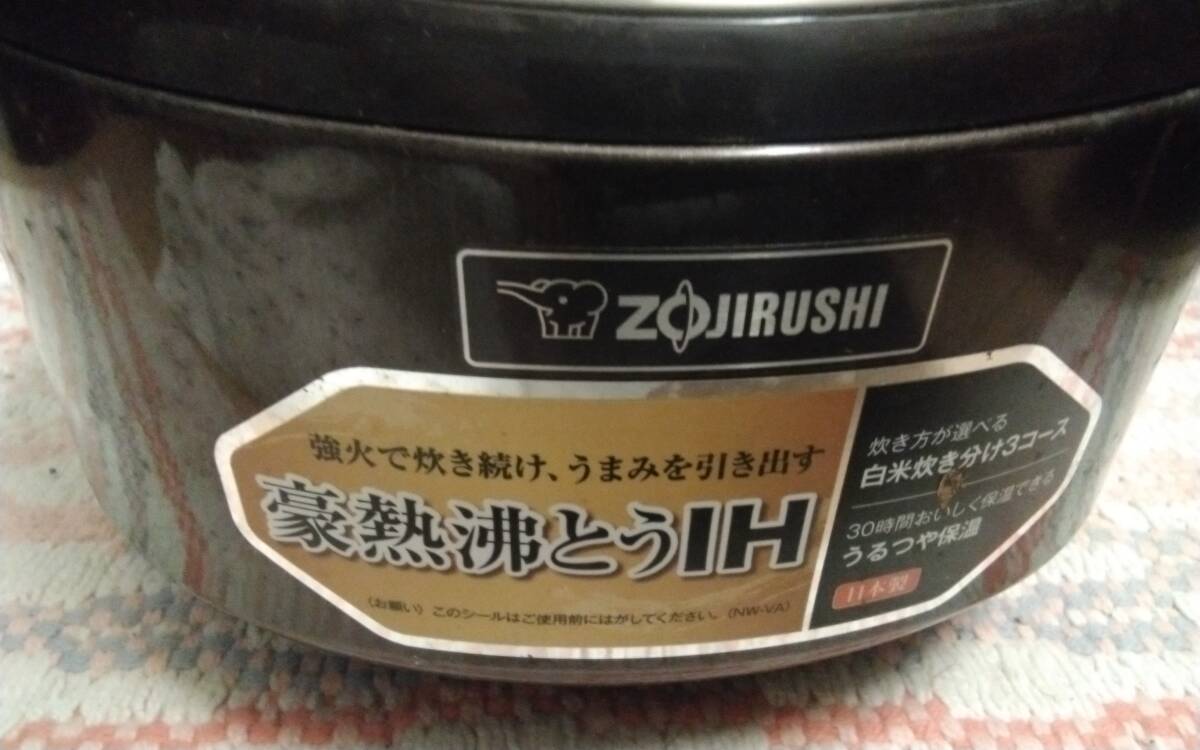 ZOJIRUSHI
強火で炊き続け、うまみを引き出す
豪熱沸とうIH
(お願い) このシールはご使用前にはがしてください。(NW-VA)
炊き方が選べる
白米炊き分け3コース
30時間おいしく保温できる
うるつや保温
日本製